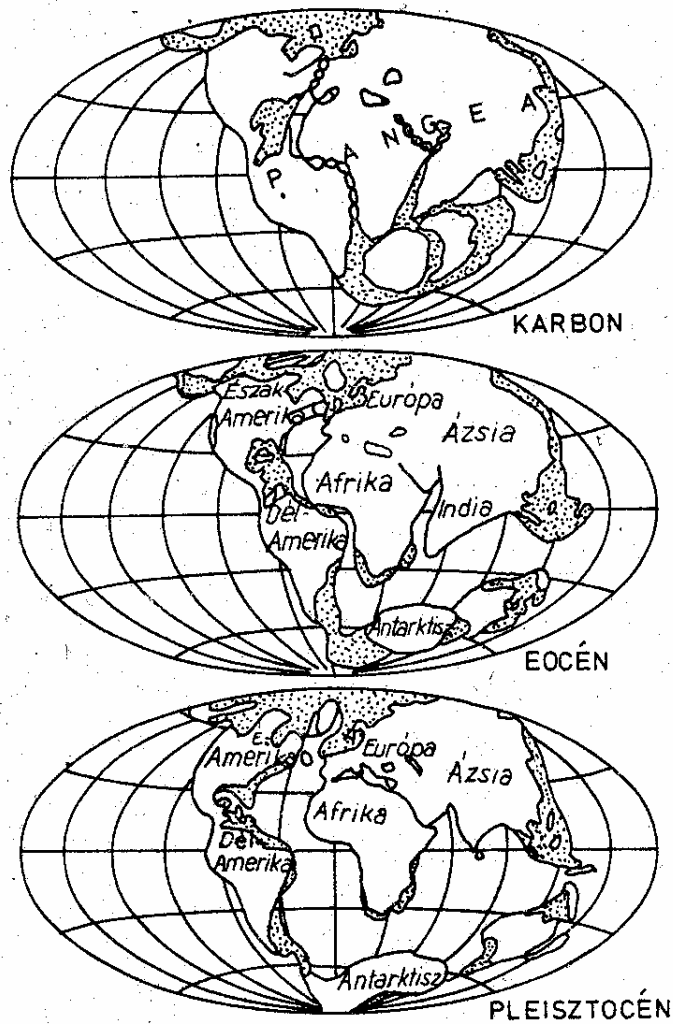 PANGEA
KARBON
Észak
Amerika
Európa
Ázsia
Afrika
India
Dél-
Amerika
Antarktisz
EOCÉN
É.
Amerika
Európa
Ázsia
Afrika
Dél-
Amerika
Antarktisz
PLEISZTOCÉN